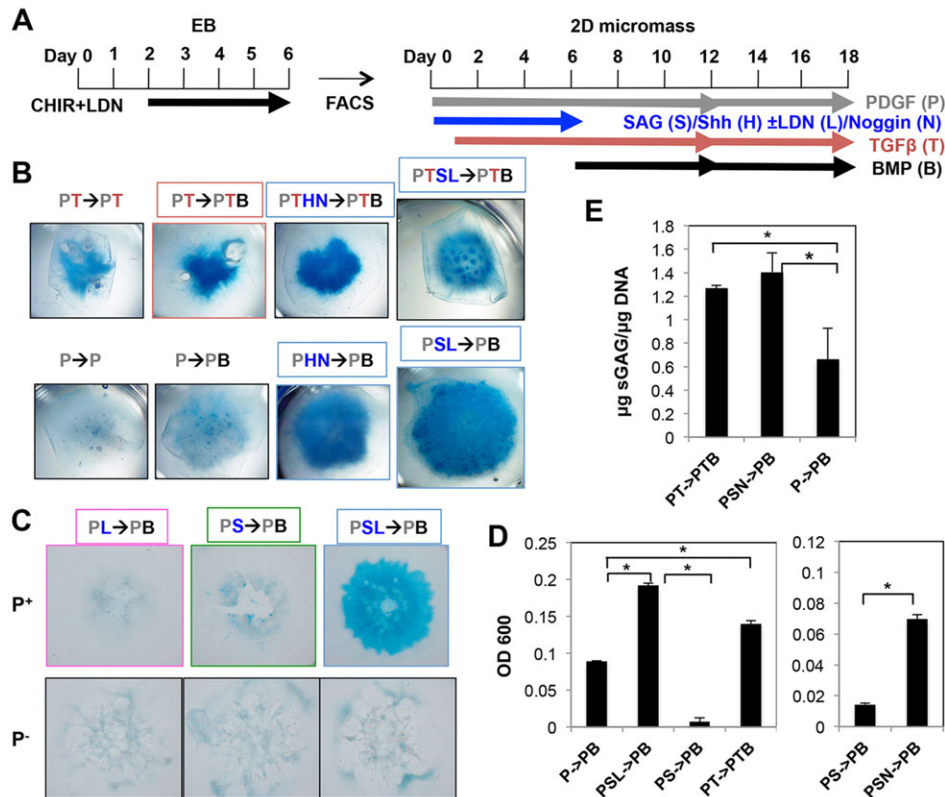 A
EB
2D micromass
Day 0 1 2 3 4 5 6
Day 0 2 4 6 8 10 12 14 16 18
CHIR+LDN
FACS
PDGF (P)
SAG (S)/Shh (H) ±LDN (L)/Noggin (N)
TGFβ (T)
BMP (B)
B
PT→PT
PT→PTB
PTHN→PTB
PTSL→PTB
P→P
P→PB
PHN→PB
PSL→PB
E
µg sGAG/µg DNA
1.8
1.6
1.4
1.2
1
0.8
0.6
0.4
0.2
0
*
*
PT->PTB
PSN->PB
P->PB
C
PL→PB
PS→PB
PSL→PB
P+
P-
D
OD 600
0.25
0.2
0.15
0.1
0.05
0
*
*
*
P->PB
PSL->PB
PS->PB
PT->PTB
0.12
0.1
0.08
0.06
0.04
0.02
0
*
PS->PB
PSN->PB